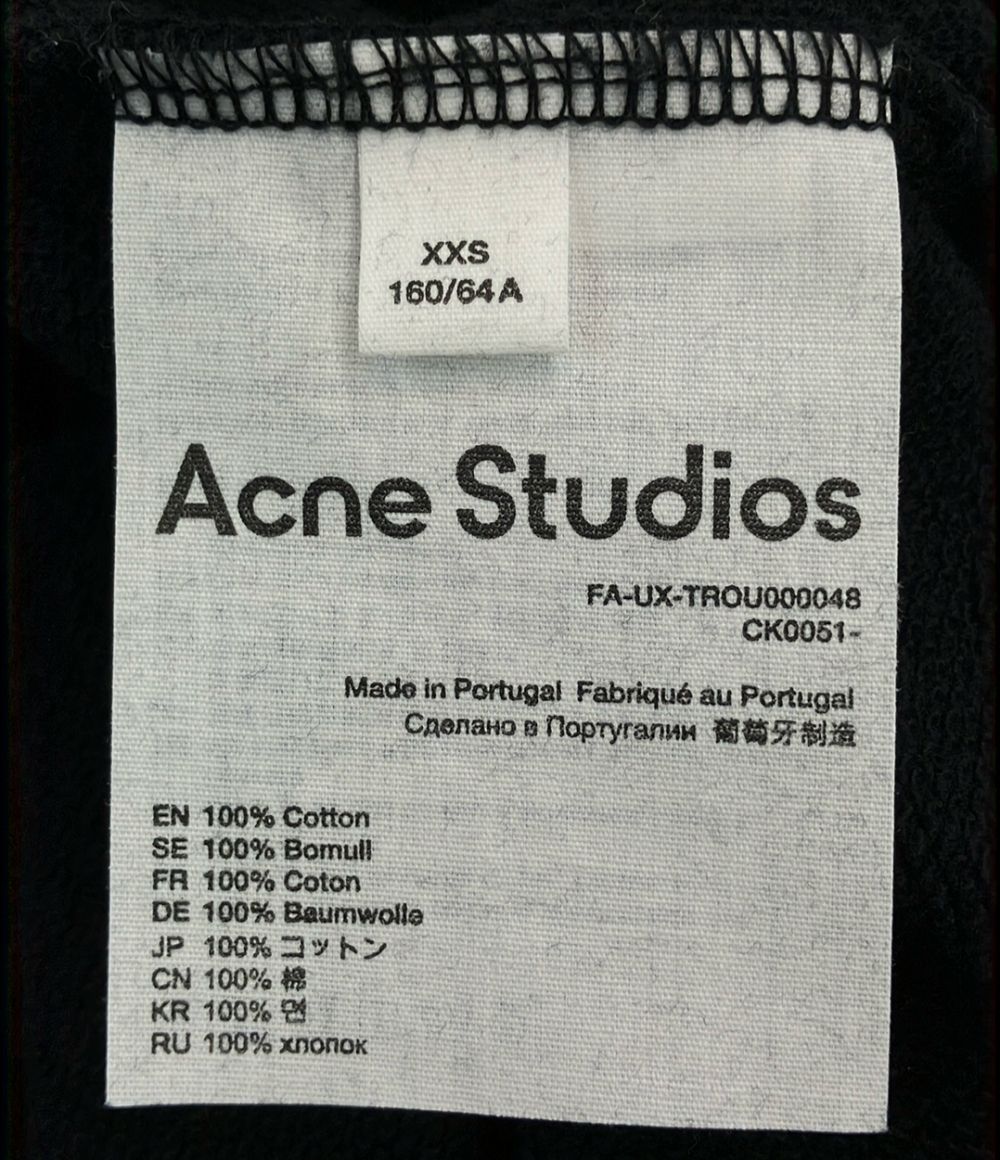 XXS
160/64A
Acne Studios
FA-UX-TROU000048
CK0051-
Made in Portugal Fabriqué au Portugal
Сделано в Португалии 葡萄牙制造
EN 100% Cotton
SE 100% Bomull
FR 100% Coton
DE 100% Baumwolle
JP 100% コットン
CN 100% 棉
KR 100% 면
RU 100% хлопок